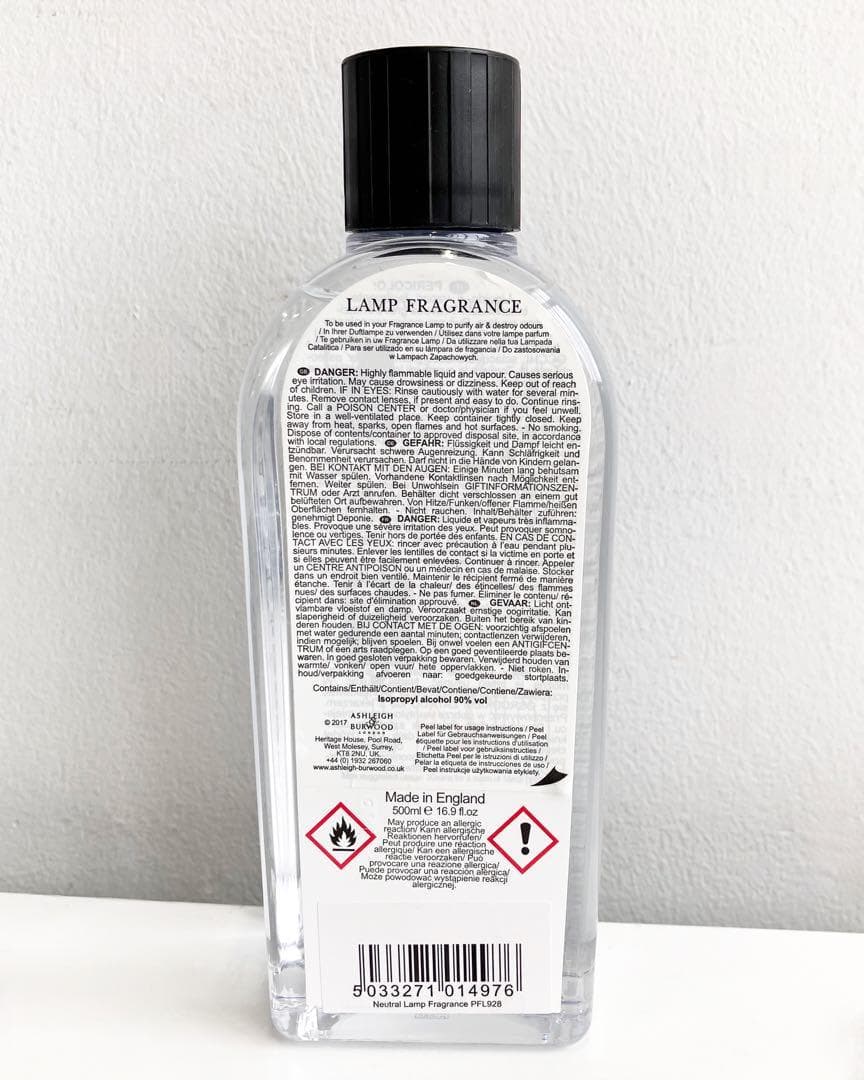 LAMP FRAGRANCE
To be used in your Fragrance Lamp to purify air & destroy odours
/ In Ihrer Duftlampe zu verwenden / Utilisez dans votre lampe parfum
/ Te gebruiken in uw Fragrance Lamp / Da utilizzare nella tua Lampada
Catalitica / Para ser utilizado en su lámpara de fragancia / Do zastosowania
w Lampach Zapachowych.
GB DANGER: Highly flammable liquid and vapour. Causes serious
eye irritation. May cause drowsiness or dizziness. Keep out of reach
of children. IF IN EYES: Rinse cautiously with water for several min-
utes. Remove contact lenses, if present and easy to do. Continue rins-
ing. Call a POISON CENTER or doctor/physician if you feel unwell.
Store in a well-ventilated place. Keep container tightly closed. Keep
away from heat, sparks, open flames and hot surfaces. - No smoking.
Dispose of contents/container to approved disposal site, in accordance
with local regulations. GEFAHR: Flüssigkeit und Dampf leicht en-
tzündbar. Verursacht schwere Augenreizung. Kann Schläfrigkeit und
Benommenheit verursachen. Darf nicht in die Hände von Kindern gelan-
gen. BEI KONTAKT MIT DEN AUGEN: Einige Minuten lang behutsam
mit Wasser spülen. Vorhandene Kontaktlinsen nach Möglichkeit ent-
fernen. Weiter spülen. Bei Unwohlsein GIFTINFORMATIONSZEN-
TRUM oder Arzt anrufen. Behälter dicht verschlossen an einem gut
belüfteten Ort aufbewahren. Von Hitze/Funken/offener Flamme/heißen
Oberflächen fernhalten. - Nicht rauchen. Inhalt/Behälter zuführen:
genehmigt Deponie. FR DANGER: Liquide et vapeurs très inflamma-
bles. Provoque une sévère irritation des yeux. Peut provoquer somno-
lence ou vertiges. Tenir hors de portée des enfants. EN CAS DE CON-
TACT AVEC LES YEUX: rincer avec précaution à l'eau pendant plu-
sieurs minutes. Enlever les lentilles de contact si la victime en porte et
si elles peuvent être facilement enlevées. Continuer à rincer. Appeler
un CENTRE ANTIPOISON ou un médecin en cas de malaise. Stocker
dans un endroit bien ventilé. Maintenir le récipient fermé de manière
étanche. Tenir à l'écart de la chaleur/ des étincelles/ des flammes
nues/ des surfaces chaudes. - Ne pas fumer. Éliminer le contenu/ ré-
cipient dans: site d'élimination approuvé. NL GEVAAR: Licht ont-
vlambare vloeistof en damp. Veroorzaakt ernstige oogirritatie. Kan
slaperigheid of duizeligheid veroorzaken. Buiten het bereik van kin-
deren houden. BIJ CONTACT MET DE OGEN: voorzichtig afspoelen
met water gedurende een aantal minuten; contactlenzen verwijderen,
indien mogelijk; blijven spoelen. Bij onwel voelen een ANTIGIFCEN-
TRUM of een arts raadplegen. Op een goed geventileerde plaats be-
waren. In goed gesloten verpakking bewaren. Verwijderd houden van
warmte/ vonken/ open vuur/ hete oppervlakken. - Niet roken. In-
houd/verpakking afvoeren naar: goedgekeurde stortplaats.
Contains/Enthält/Contient/Bevat/Contiene/Contiene/Zawiera:
Isopropyl alcohol 90% vol
© 2017 ASHLEIGH
&
BURWOOD
LONDON
Heritage House, Pool Road,
West Molesey, Surrey,
KT8 2NU, UK.
+44 (0) 1932 267060
www.ashleigh-burwood.co.uk
Peel label for usage instructions / Peel
Label für Gebrauchsanweisungen / Peel
étiquette pour les instructions d'utilisation
/ Peel label voor gebruiksinstructies /
Etichetta Peel per le istruzioni di utilizzo /
Pelar la etiqueta de instrucciones de uso /
Peel instrukcje użytkowania etykiety.
Made in England
500ml ℮ 16.9 fl.oz
May produce an allergic
reaction/ Kann allergische
Reaktionen hervorrufen/
Peut produire une réaction
allergique/ Kan een allergische
reactie veroorzaken/ Può
provocare una reazione allergica/
Puede provocar una reacción alérgica/
Może powodować wystąpienie reakcji
alergicznej.
5 033271 014976
Neutral Lamp Fragrance PFL928